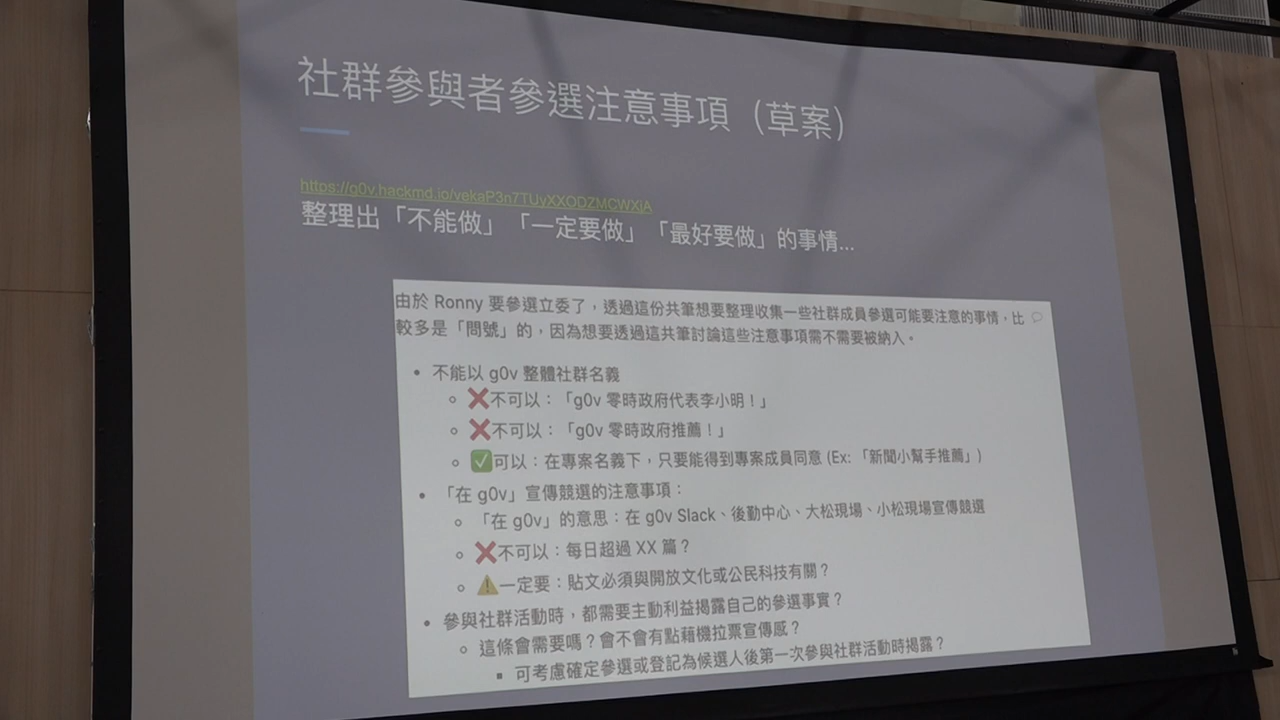 社群參與者參選注意事項（草案）
https://g0v.hackmd.io/vekaP3n7TUyXXODZMCWXjA
整理出「不能做」「一定要做」「最好要做」的事情...
由於 Ronny 要參選立委了，透過這份共筆想要整理收集一些社群成員參選可能要注意的事情，比
較多是「問號」的，因為想要透過這共筆討論這些注意事項需不需要被納入。
• 不能以 g0v 整體社群名義
◦ ❌不可以：「g0v 零時政府代表李小明！」
◦ ❌不可以：「g0v 零時政府推薦！」
◦ ✅可以：在專案名義下，只要能得到專案成員同意 (Ex: 「新聞小幫手推薦」)
• 「在 g0v」宣傳競選的注意事項：
◦ 「在 g0v」的意思：在 g0v Slack、後勤中心、大松現場、小松現場宣傳競選
◦ ❌不可以：每日超過 XX 篇？
◦ ⚠️一定要：貼文必須與開放文化或公民科技有關？
• 參與社群活動時，都需要主動利益揭露自己的參選事實？
◦ 這條會需要嗎？會不會有點藉機拉票宣傳感？
▪ 可考慮確定參選或登記為候選人後第一次參與社群活動時揭露？